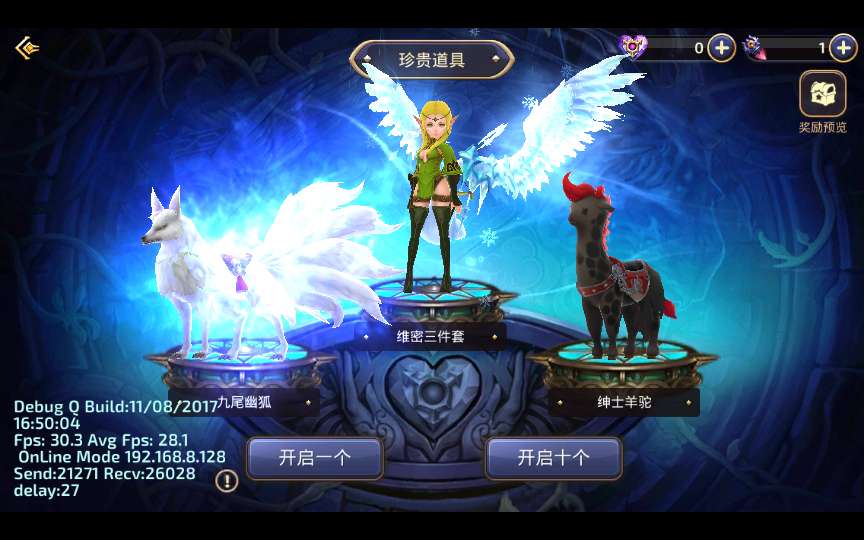 珍贵道具
0
1
奖励预览
维密三件套
九尾幽狐
绅士羊驼
开启一个
开启十个
Debug Q Build:11/08/2017
16:50:04
Fps: 30.3 Avg Fps: 28.1
OnLine Mode 192.168.8.128
Send:21271 Recv:26028
delay:27